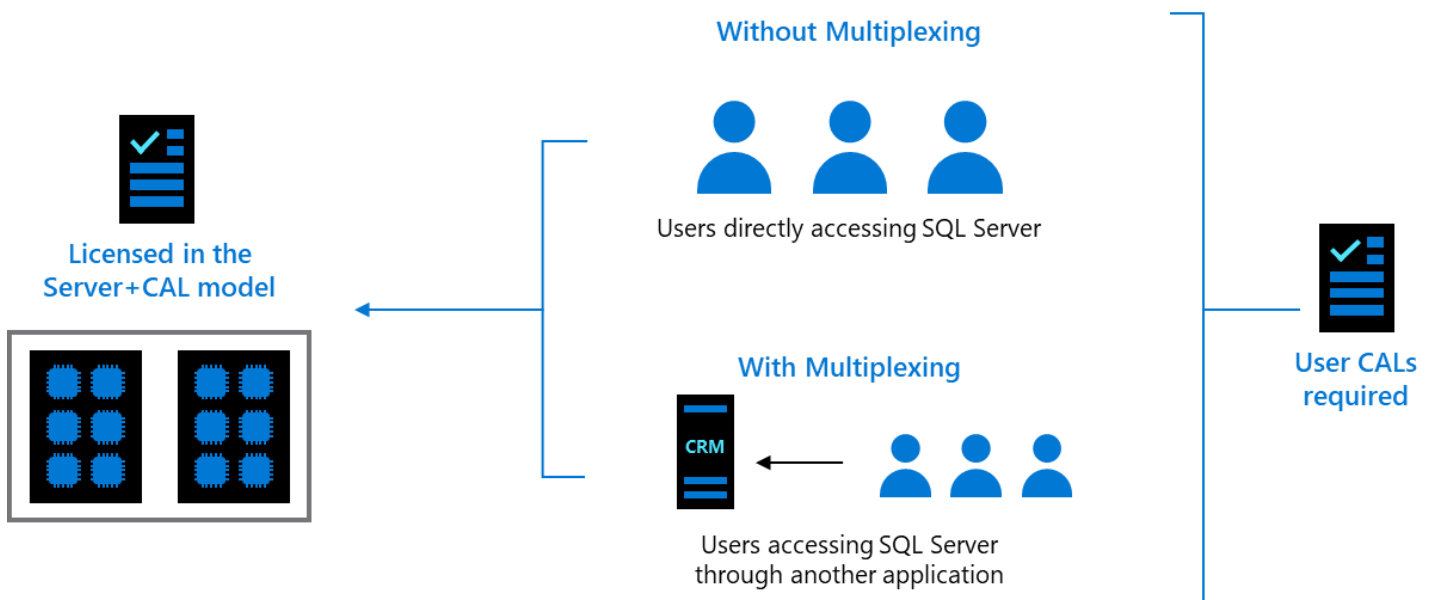 Without Multiplexing
Users directly accessing SQL Server
Licensed in the
Server+CAL model
With Multiplexing
CRM
Users accessing SQL Server
through another application
User CALs
required